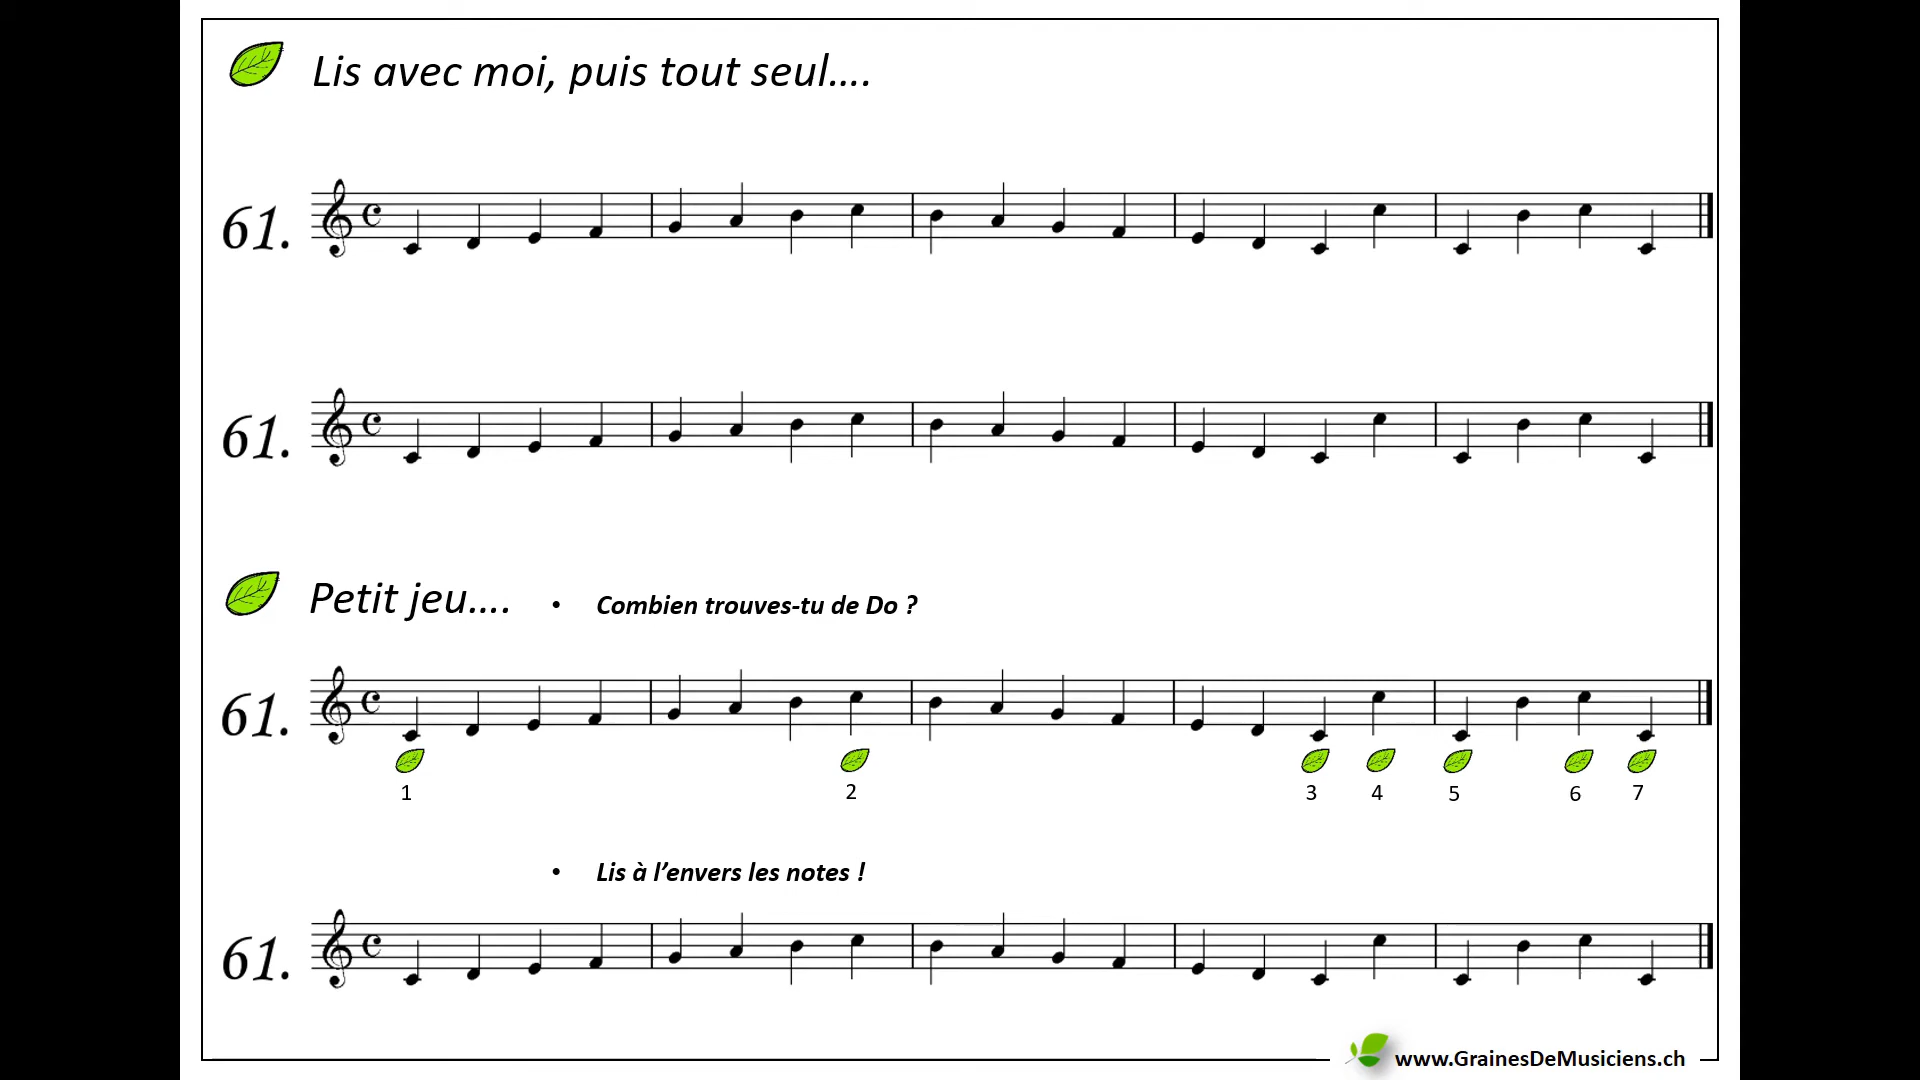 Lis avec moi, puis tout seul....
61.
61.
Petit jeu.... • Combien trouves-tu de Do ?
61.
1 2 3 4 5 6 7
• Lis à l’envers les notes !
61.
www.GrainesDeMusiciens.ch